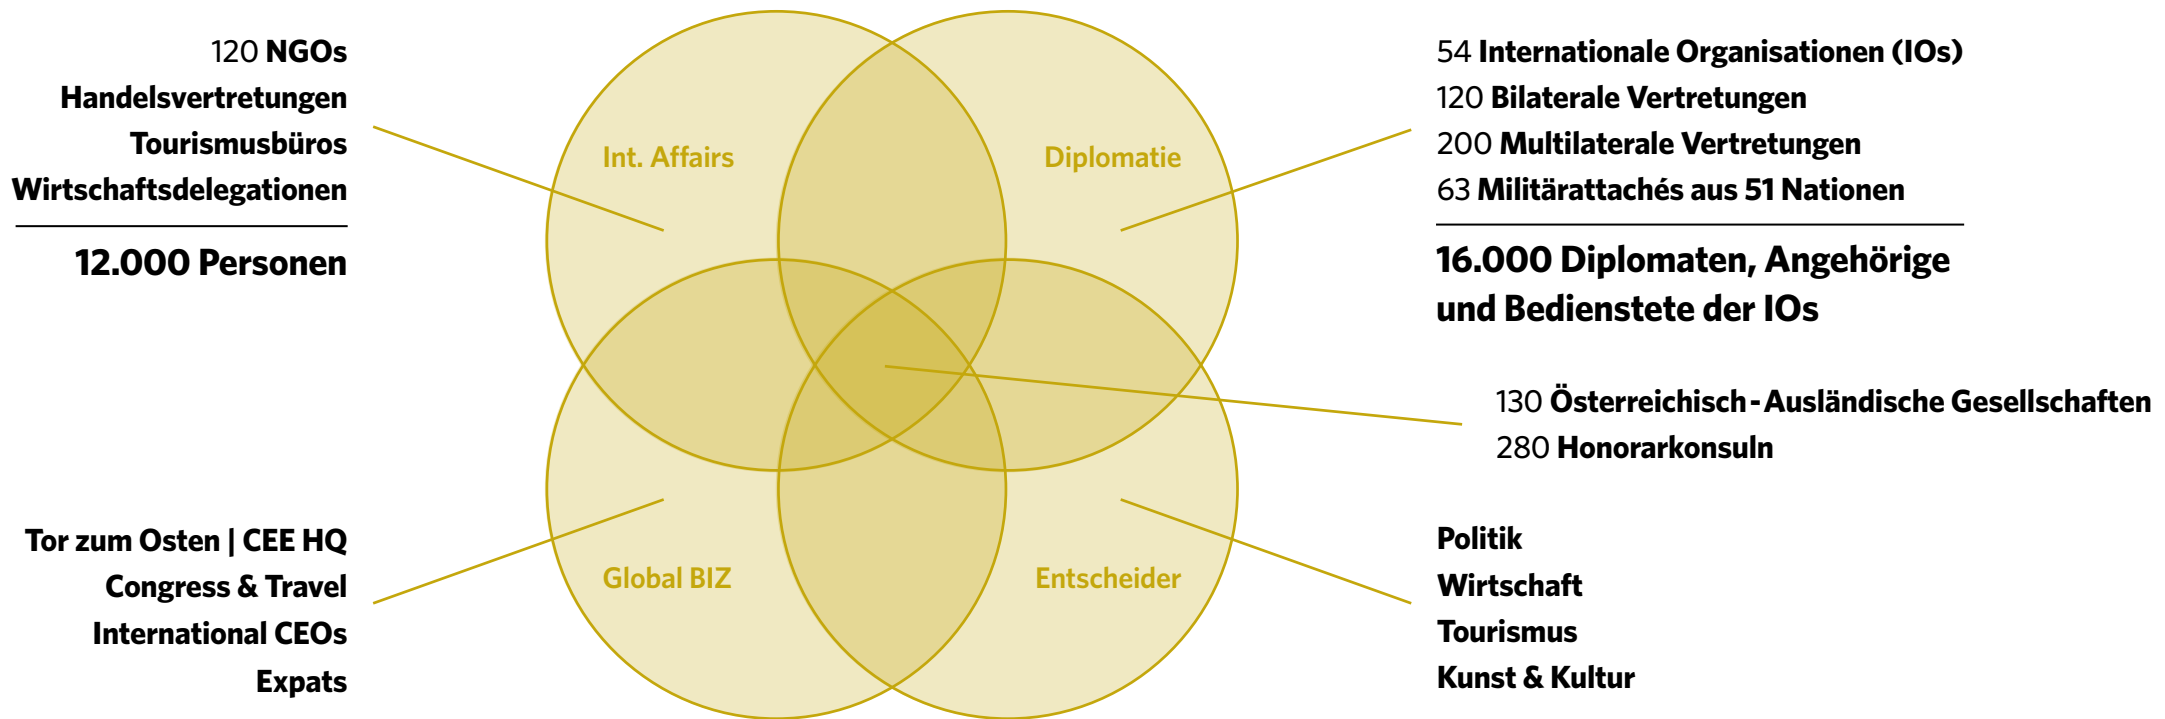 120 NGOs
Handelsvertretungen
Tourismusbüros
Wirtschaftsdelegationen
12.000 Personen
Int. Affairs
Diplomatie
54 Internationale Organisationen (IOs)
120 Bilaterale Vertretungen
200 Multilaterale Vertretungen
63 Militärattachés aus 51 Nationen
16.000 Diplomaten, Angehörige
und Bedienstete der IOs
130 Österreichisch-Ausländische Gesellschaften
280 Honorarkonsuln
Tor zum Osten | CEE HQ
Congress & Travel
International CEOs
Expats
Global BIZ
Entscheider
Politik
Wirtschaft
Tourismus
Kunst & Kultur